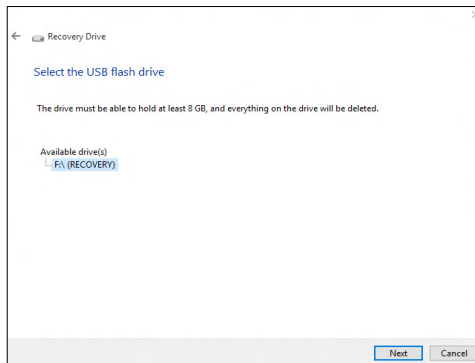 Recovery Drive
Select the USB flash drive
The drive must be able to hold at least 8 GB, and everything on the drive will be deleted.
Available drive(s)
F:\ (RECOVERY)
Next Cancel